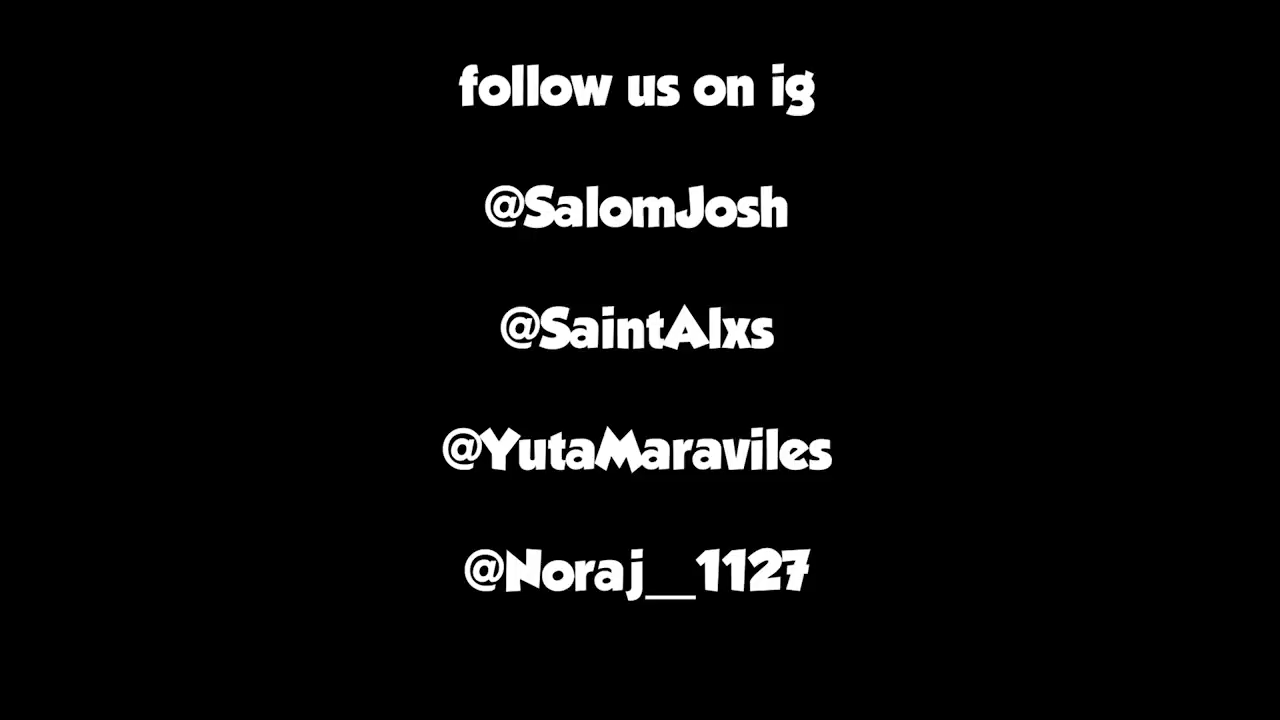 follow us on ig
@SalomJosh
@SaintAlxs
@YutaMaraviles
@Noraj__1127